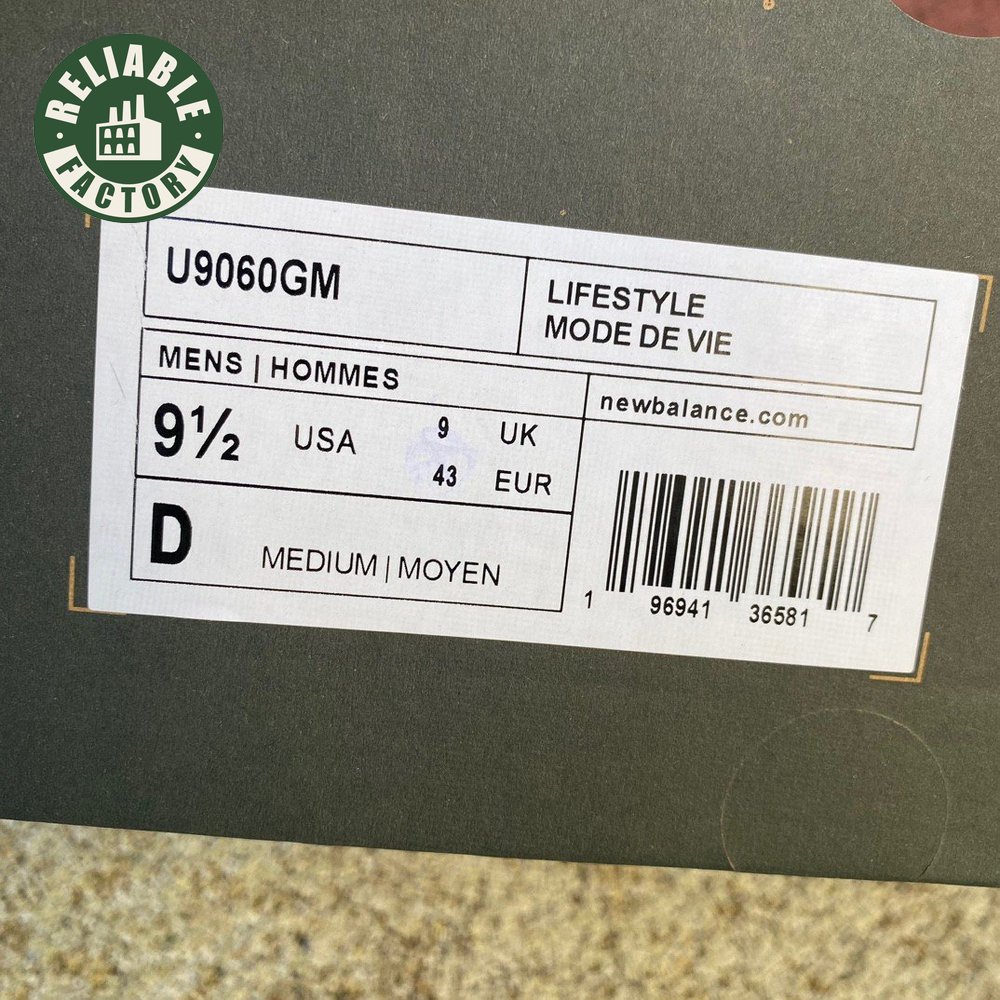 RELIABLE
FACTORY
U9060GM
LIFESTYLE
MODE DE VIE
MENS | HOMMES
newbalance.com
9½ USA 9 UK
43 EUR
D MEDIUM | MOYEN
1 96941 36581 7